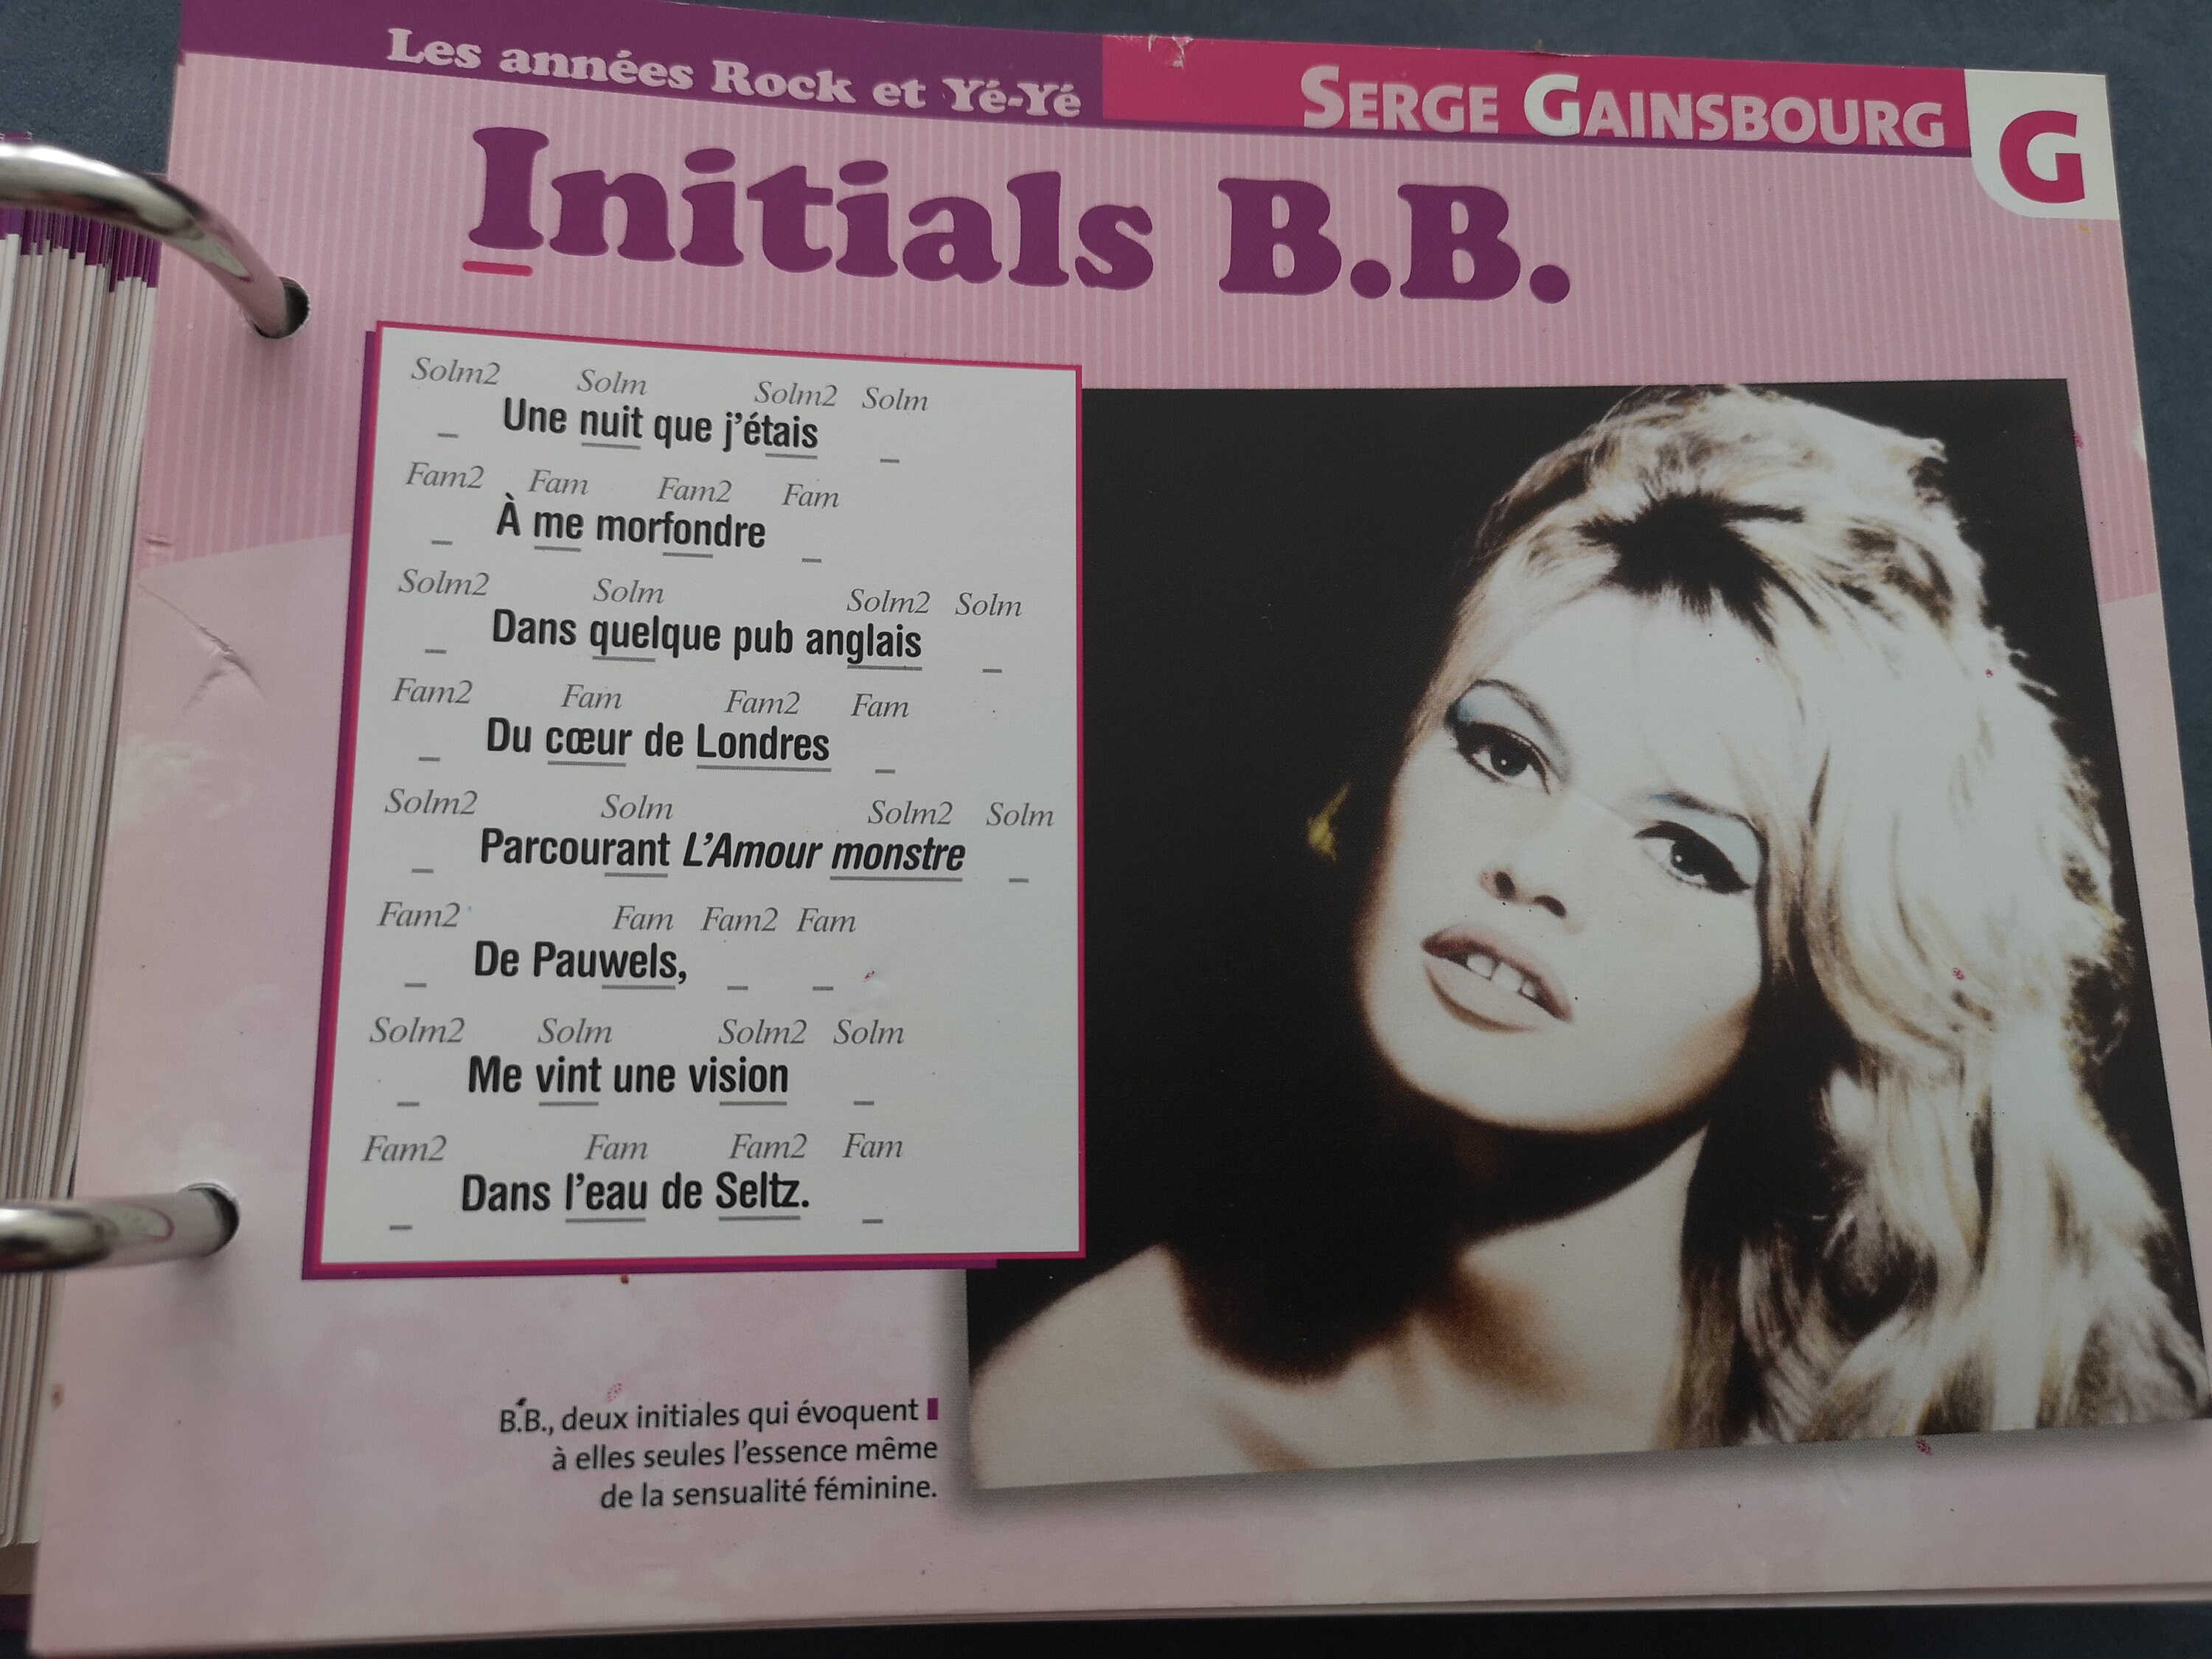 Les années Rock et Yé-Yé
SERGE GAINSBOURG
G
Initials B.B.
Solm2 Solm Solm2 Solm
_ Une nuit que j'étais _
Fam2 Fam Fam2 Fam
_ À me morfondre _
Solm2 Solm Solm2 Solm
_ Dans quelque pub anglais _
Fam2 Fam Fam2 Fam
_ Du cœur de Londres _
Solm2 Solm Solm2 Solm
_ Parcourant L'Amour monstre _
Fam2 Fam Fam2 Fam
_ De Pauwels, _ _
Solm2 Solm Solm2 Solm
_ Me vint une vision _
Fam2 Fam Fam2 Fam
_ Dans l'eau de Seltz. _
B.B., deux initiales qui évoquent
à elles seules l'essence même
de la sensualité féminine.